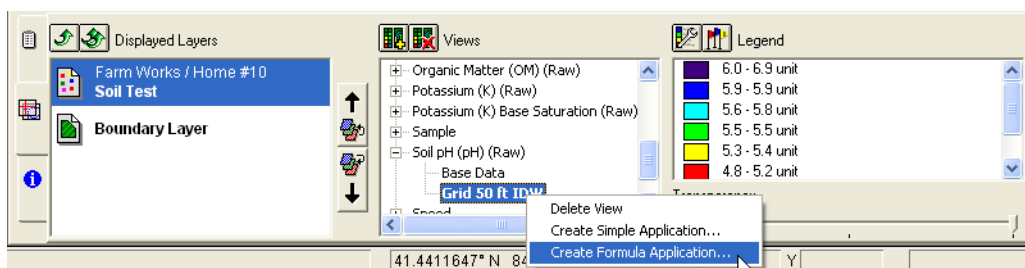 Displayed Layers
Farm Works / Home #10
Soil Test
Boundary Layer
Views
Organic Matter (OM) (Raw)
Potassium (K) (Raw)
Potassium (K) Base Saturation (Raw)
Sample
Soil pH (pH) (Raw)
Base Data
Grid 50 ft IDW
Speed
Legend
6.0 - 6.9 unit
5.9 - 5.9 unit
5.6 - 5.8 unit
5.5 - 5.5 unit
5.3 - 5.4 unit
4.8 - 5.2 unit
Transparency
Delete View
Create Simple Application...
Create Formula Application...
41.4411647° N 84
Y